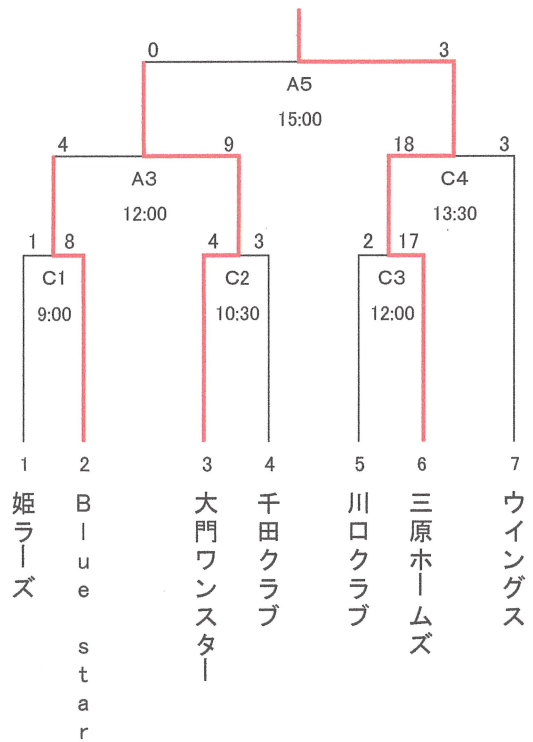 0 3
A5
15:00
4 9 18 3
A3 C4
12:00 13:30
1 8 4 3 2 17
C1 C2 C3
9:00 10:30 12:00
1 2 3 4 5 6 7
姫ラーズ
Blue star
大門ワンスター
千田クラブ
川口クラブ
三原ホームズ
ウイングス